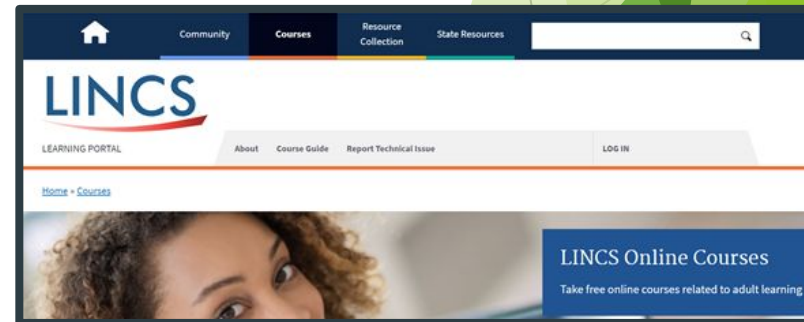 Community
Courses
Resource
Collection
State Resources
LINCS
LEARNING PORTAL
About
Course Guide
Report Technical Issue
LOG IN
Home » Courses
LINCS Online Courses
Take free online courses related to adult learning